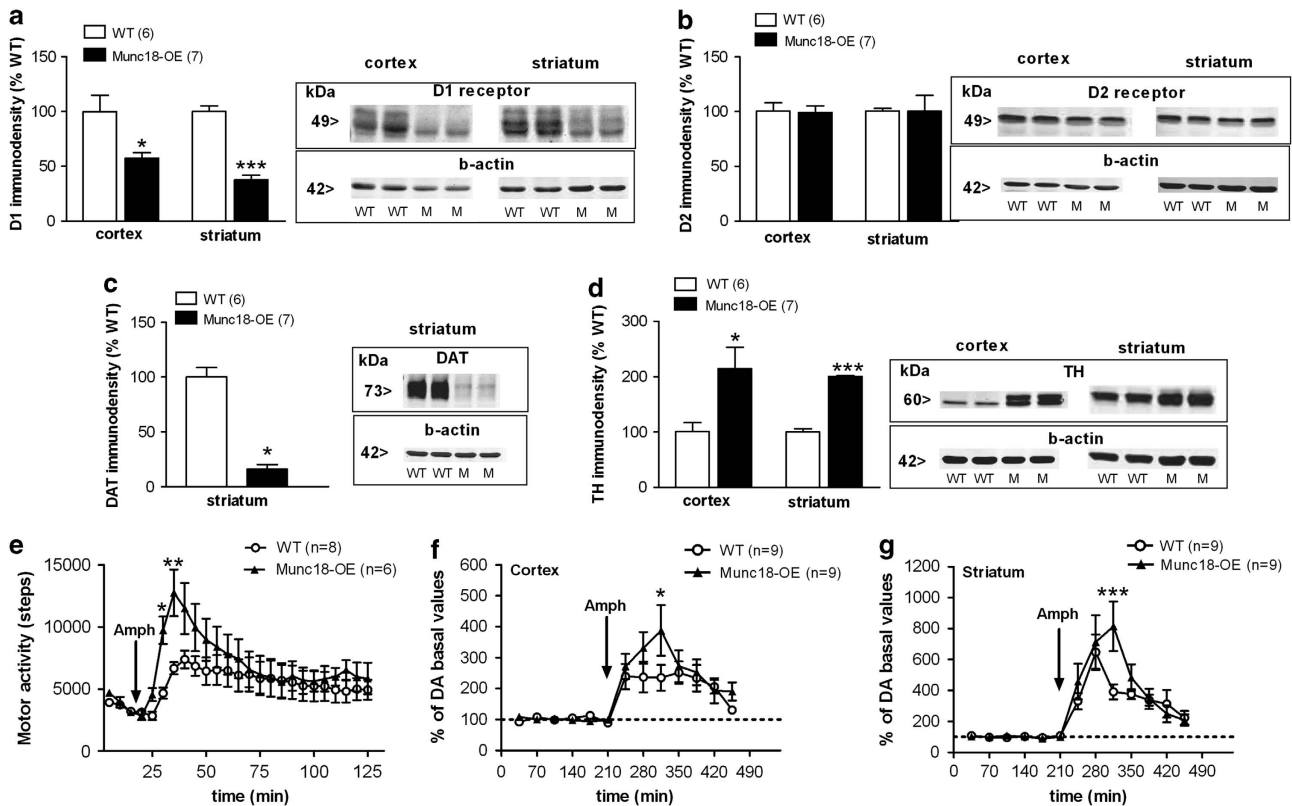 a
WT (6)
Munc18-OE (7)
D1 immunodensity (% WT)
150
100
50
0
*
***
cortex
striatum
cortex
striatum
kDa
D1 receptor
49>
b-actin
42>
WT WT M M
WT WT M M
b
WT (6)
Munc18-OE (7)
D2 immunodensity (% WT)
150
100
50
0
cortex
striatum
cortex
striatum
kDa
D2 receptor
49>
b-actin
42>
WT WT M M
WT WT M M
c
WT (6)
Munc18-OE (7)
DAT immunodensity (% WT)
150
100
50
0
*
striatum
striatum
kDa
DAT
73>
b-actin
42>
WT WT M M
d
WT (6)
Munc18-OE (7)
TH immunodensity (% WT)
300
200
100
0
*
***
cortex
striatum
cortex
striatum
kDa
TH
60>
b-actin
42>
WT WT M M
WT WT M M
e
WT (n=8)
Munc18-OE (n=6)
Motor activity (steps)
15000
10000
5000
0
Amph
*
**
25 50 75 100 125
time (min)
f
Cortex
WT (n=9)
Munc18-OE (n=9)
% of DA basal values
600
500
400
300
200
100
0
Amph
*
0 70 140 210 280 350 420 490
time (min)
g
Striatum
WT (n=9)
Munc18-OE (n=9)
% of DA basal values
1200
1000
800
600
400
200
0
Amph
***
0 70 140 210 280 350 420 490
time (min)